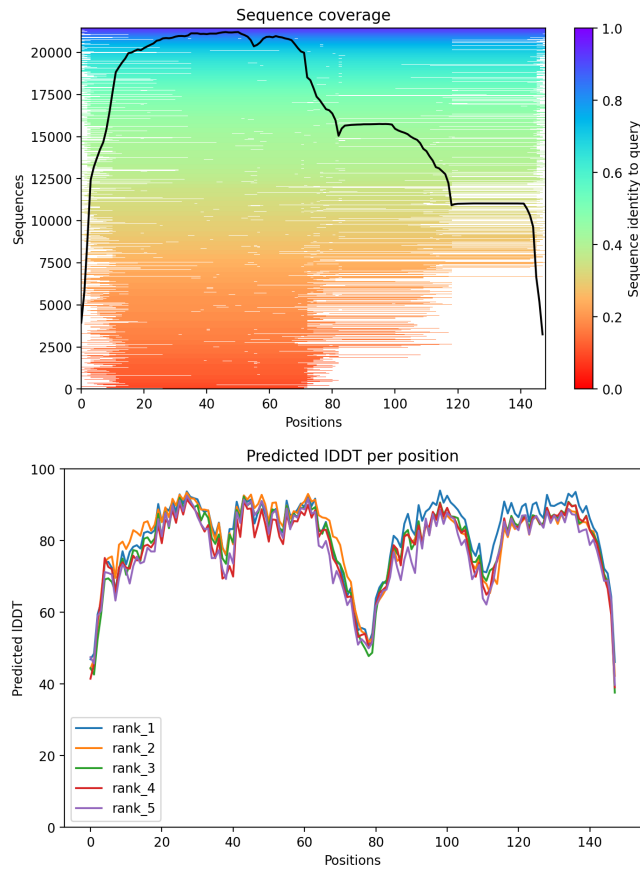 Sequence coverage
20000
17500
15000
12500
10000
7500
5000
2500
0
Sequences
0 20 40 60 80 100 120 140
Positions
1.0
0.8
0.6
0.4
0.2
0.0
Sequence identity to query
Predicted lDDT per position
100
80
60
40
20
0
Predicted lDDT
rank_1
rank_2
rank_3
rank_4
rank_5
0 20 40 60 80 100 120 140
Positions